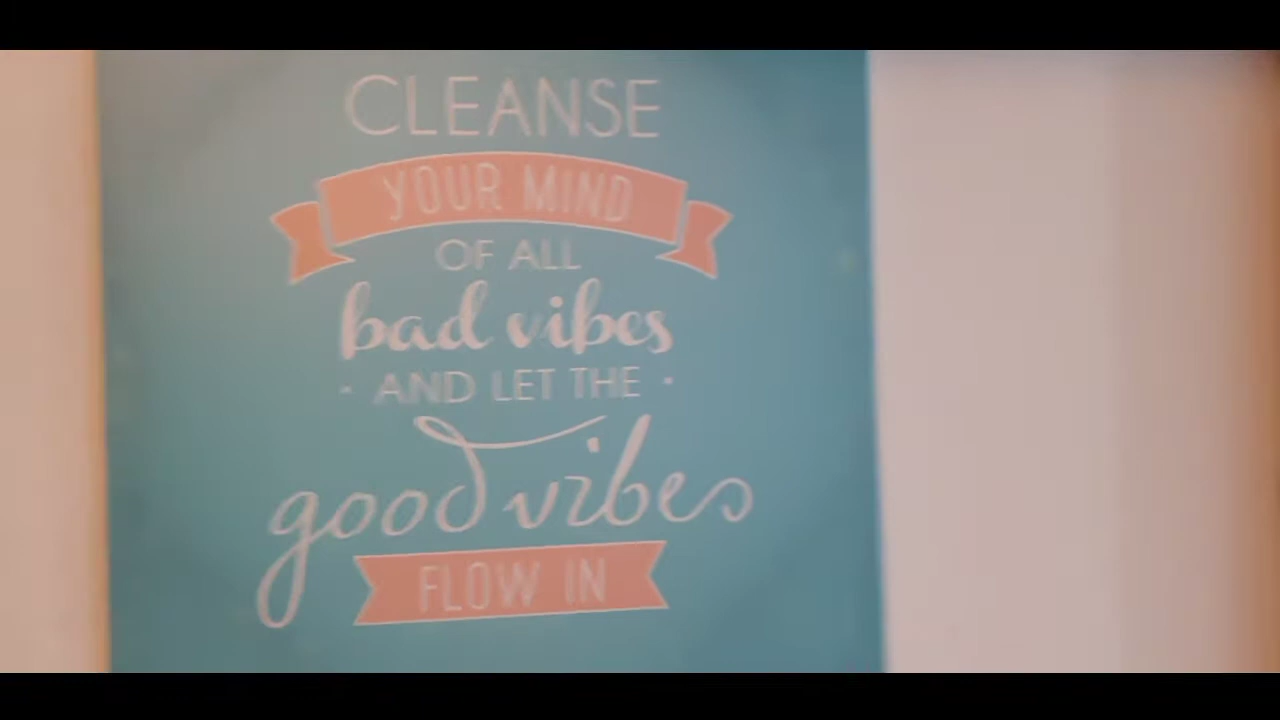 CLEANSE
YOUR MIND
OF ALL
bad vibes
· AND LET THE ·
good vibes
FLOW IN